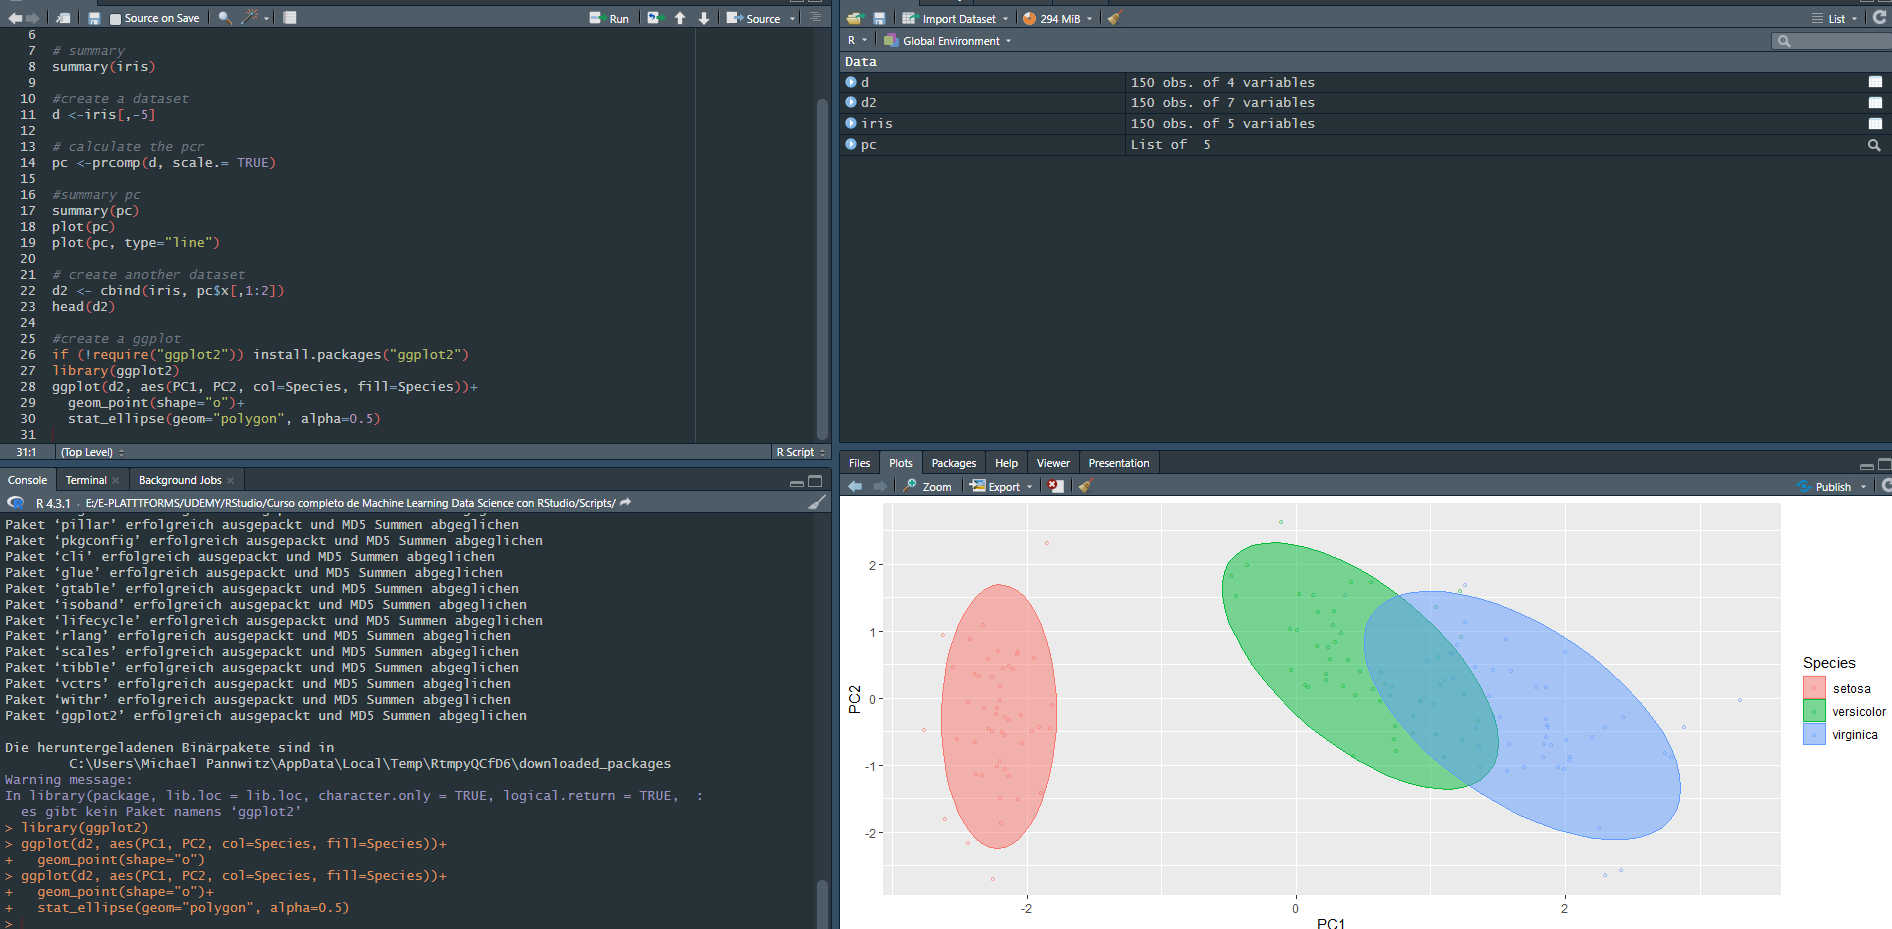 Source on Save
Run
Source
6
7 # summary
8 summary(iris)
9
10 #create a dataset
11 d <-iris[,-5]
12
13 # calculate the pcr
14 pc <-prcomp(d, scale.= TRUE)
15
16 #summary pc
17 summary(pc)
18 plot(pc)
19 plot(pc, type="line")
20
21 # create another dataset
22 d2 <- cbind(iris, pc$x[,1:2])
23 head(d2)
24
25 #create a ggplot
26 if (!require("ggplot2")) install.packages("ggplot2")
27 library(ggplot2)
28 ggplot(d2, aes(PC1, PC2, col=Species, fill=Species))+
29 geom_point(shape="o")+
30 stat_ellipse(geom="polygon", alpha=0.5)
31
31:1 (Top Level) R Script
Console Terminal Background Jobs
R 4.3.1 · E:/E-PLATTTFORMS/UDEMY/RStudio/Curso completo de Machine Learning Data Science con RStudio/Scripts/
Paket ‘pillar’ erfolgreich ausgepackt und MD5 Summen abgeglichen
Paket ‘pkgconfig’ erfolgreich ausgepackt und MD5 Summen abgeglichen
Paket ‘cli’ erfolgreich ausgepackt und MD5 Summen abgeglichen
Paket ‘glue’ erfolgreich ausgepackt und MD5 Summen abgeglichen
Paket ‘gtable’ erfolgreich ausgepackt und MD5 Summen abgeglichen
Paket ‘isoband’ erfolgreich ausgepackt und MD5 Summen abgeglichen
Paket ‘lifecycle’ erfolgreich ausgepackt und MD5 Summen abgeglichen
Paket ‘rlang’ erfolgreich ausgepackt und MD5 Summen abgeglichen
Paket ‘scales’ erfolgreich ausgepackt und MD5 Summen abgeglichen
Paket ‘tibble’ erfolgreich ausgepackt und MD5 Summen abgeglichen
Paket ‘vctrs’ erfolgreich ausgepackt und MD5 Summen abgeglichen
Paket ‘withr’ erfolgreich ausgepackt und MD5 Summen abgeglichen
Paket ‘ggplot2’ erfolgreich ausgepackt und MD5 Summen abgeglichen
Die heruntergeladenen Binärpakete sind in
C:\Users\Michael Pannwitz\AppData\Local\Temp\RtmpyQCfD6\downloaded_packages
Warning message:
In library(package, lib.loc = lib.loc, character.only = TRUE, logical.return = TRUE,  :
es gibt kein Paket namens ‘ggplot2’
> library(ggplot2)
> ggplot(d2, aes(PC1, PC2, col=Species, fill=Species))+
+ geom_point(shape="o")
> ggplot(d2, aes(PC1, PC2, col=Species, fill=Species))+
+ geom_point(shape="o")+
+ stat_ellipse(geom="polygon", alpha=0.5)
>
Import Dataset 294 MiB List
R Global Environment
Data
d 150 obs. of 4 variables
d2 150 obs. of 7 variables
iris 150 obs. of 5 variables
pc List of  5
Files Plots Packages Help Viewer Presentation
Zoom Export Publish
PC2
2
1
0
-1
-2
-2 0 2
PC1
Species
setosa
versicolor
virginica